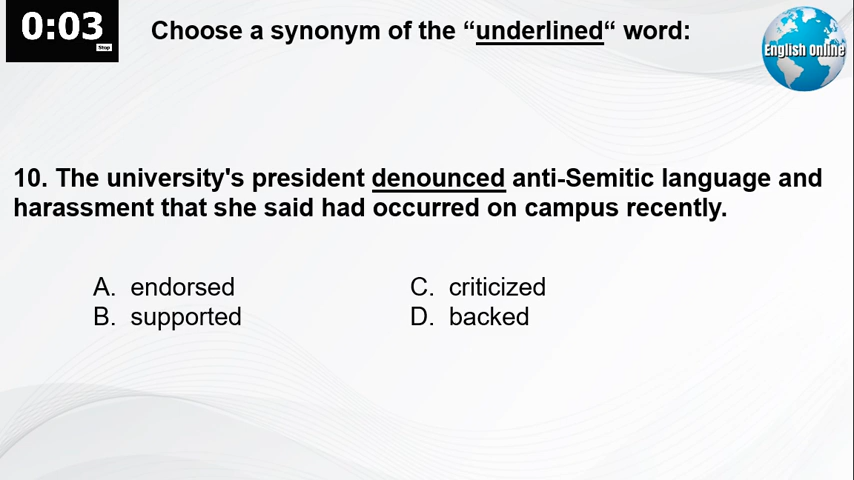 0:03
Stop
Choose a synonym of the “underlined“ word:
English Online
10. The university's president denounced anti-Semitic language and
harassment that she said had occurred on campus recently.
A. endorsed
B. supported
C. criticized
D. backed